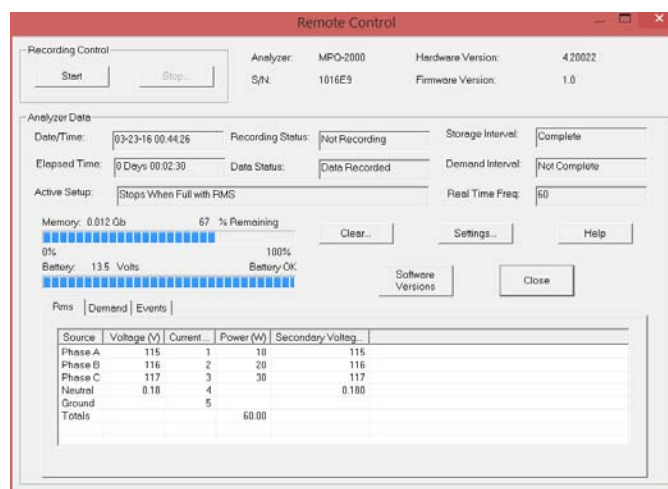 Remote Control
Recording Control
Start Stop...
Analyzer: MPQ-2000 Hardware Version: 4.20022
S/N: 1016E9 Firmware Version: 1.0
Analyzer Data
Date/Time: 03-23-16 00:44:26 Recording Status: Not Recording Storage Interval: Complete
Elapsed Time: 0 Days 00:02:30 Data Status: Data Recorded Demand Interval: Not Complete
Active Setup: Stops When Full with RMS Real Time Freq: 60
Memory: 0.012 Gb 67 % Remaining
Clear... Settings... Help
0% 100%
Battery: 13.5 Volts Battery OK
Software Versions Close
Rms Demand Events
Source Voltage (V) Current ... Power (W) Secondary Voltag...
Phase A 115 1 10 115
Phase B 116 2 20 116
Phase C 117 3 30 117
Neutral 0.18 4 0.180
Ground 5
Totals 60.00